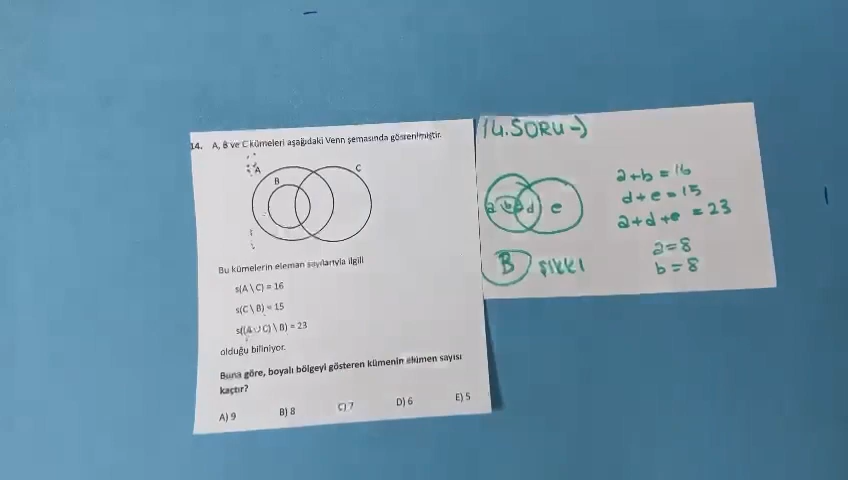 14. A, B ve C kümeleri aşağıdaki Venn şemasında gösterilmiştir.
A
B
C
Bu kümelerin eleman sayılarıyla ilgili
s(A \ C) = 16
s(C \ B) = 15
s((A ∪ C) \ B) = 23
olduğu biliniyor.
Buna göre, boyalı bölgeyi gösteren kümenin eleman sayısı
kaçtır?
A) 9 B) 8 C) 7 D) 6 E) 5
14. SORU →)
a b d e
B ŞIKKI
a+b = 16
d+e = 15
a+d+e = 23
a=8
b=8